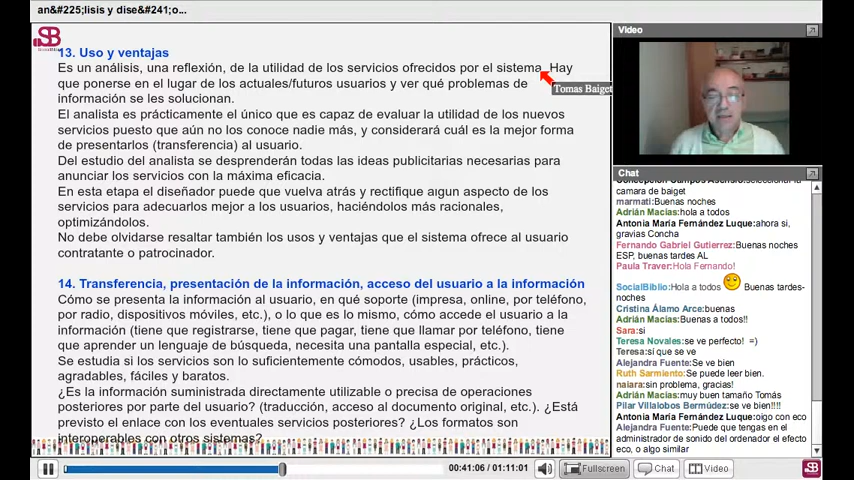 an&#225;lisis y dise&#241;o...
SB
13. Uso y ventajas
Es un análisis, una reflexión, de la utilidad de los servicios ofrecidos por el sistema. Hay
que ponerse en el lugar de los actuales/futuros usuarios y ver qué problemas de
información se les solucionan.
El analista es prácticamente el único que es capaz de evaluar la utilidad de los nuevos
servicios puesto que aún no los conoce nadie más, y considerará cuál es la mejor forma
de presentarlos (transferencia) al usuario.
Del estudio del analista se desprenderán todas las ideas publicitarias necesarias para
anunciar los servicios con la máxima eficacia.
En esta etapa el diseñador puede que vuelva atrás y rectifique algun aspecto de los
servicios para adecuarlos mejor a los usuarios, haciéndolos más racionales,
optimizándolos.
No debe olvidarse resaltar también los usos y ventajas que el sistema ofrece al usuario
contratante o patrocinador.
14. Transferencia, presentación de la información, acceso del usuario a la información
Cómo se presenta la información al usuario, en qué soporte (impresa, online, por teléfono,
por radio, dispositivos móviles, etc.), o lo que es lo mismo, cómo accede el usuario a la
información (tiene que registrarse, tiene que pagar, tiene que llamar por teléfono, tiene
que aprender un lenguaje de búsqueda, necesita una pantalla especial, etc.).
Se estudia si los servicios son lo suficientemente cómodos, usables, prácticos,
agradables, fáciles y baratos.
¿Es la información suministrada directamente utilizable o precisa de operaciones
posteriores por parte del usuario? (traducción, acceso al documento original, etc.). ¿Está
previsto el enlace con los eventuales servicios posteriores? ¿Los formatos son
interoperables con otros sistemas?
Tomas Baiget
00:41:06 / 01:11:01
Fullscreen
Chat
Video
Video
Chat
camara de baiget
marmati:Buenas noches
Adrián Macías:hola a todos
Antonia María Fernández Luque:ahora si,
gravias Concha
Fernando Gabriel Gutierrez:Buenas noches
ESP, buenas tardes AL
Paula Traver:Hola Fernando!
SocialBiblio:Hola a todos Buenas tardes-
noches
Cristina Álamo Arce:buenas
Adrián Macías:Buenas a todos!!
Sara:si
Teresa Novales:se ve perfecto! =)
Teresa:sí que se ve
Alejandra Fuente:Se ve bien
Ruth Sarmiento:Se puede leer bien.
naiara:sin problema, gracias!
Adrián Macías:muy buen tamaño Tomás
Pilar Villalobos Bermúdez:se ve bien!!!!
Antonia María Fernández Luque:oigo con eco
Alejandra Fuente:Puede que tengas en el
administrador de sonido del ordenador el efecto
eco, o algo similar